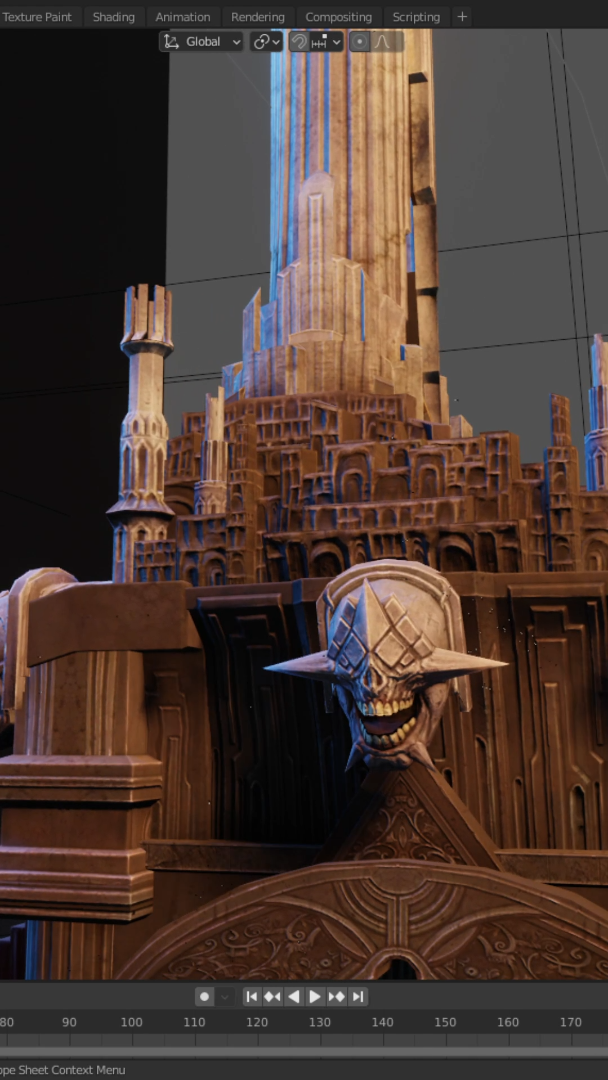 Texture Paint Shading Animation Rendering Compositing Scripting +
Global
80 90 100 110 120 130 140 150 160 170
ope Sheet Context Menu